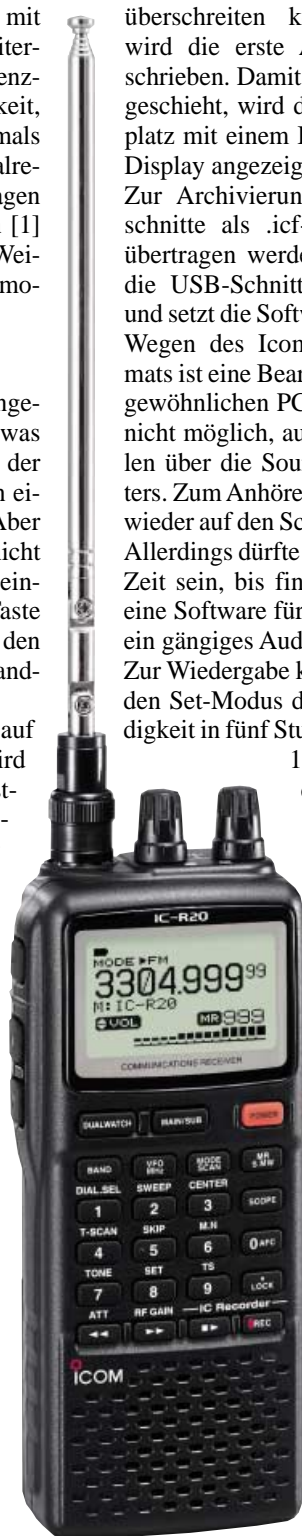 mit
iter-
enz-
keit,
mals
alre-
agen
[1]
Wei-
mo-
nge-
was
der
ei-
Aber
icht
ein-
Taste
den
and-
auf
ird
st-
-
überschreiten k
wird die erste A
schrieben. Damit
geschieht, wird d
platz mit einem I
Display angezeig
Zur Archivierun
schnitte als .icf-
übertragen werde
die USB-Schnitt
und setzt die Softw
Wegen des Icom
mats ist eine Bear
gewöhnlichen PC
nicht möglich, au
len über die Soun
ters. Zum Anhöre
wieder auf den Sc
Allerdings dürfte
Zeit sein, bis fin
eine Software für
ein gängiges Aud
Zur Wiedergabe k
den Set-Modus d
digkeit in fünf Stu
1
IC-R20
MODE ▶FM
3304.99999
M: IC-R20
VOL MR 999
COMMUNICATIONS RECEIVER
DUALWATCH MAIN/SUB POWER
BAND VFO MHz MODE SCAN MR S.MW
DIAL.SEL SWEEP CENTER
1 2 3 SCOPE
T-SCAN SKIP M.N
4 5 6 0 AFC
TONE SET TS
7 8 9 LOCK
ATT RF GAIN IC Recorder
◀◀ ▶▶ ■▶ REC
ICOM